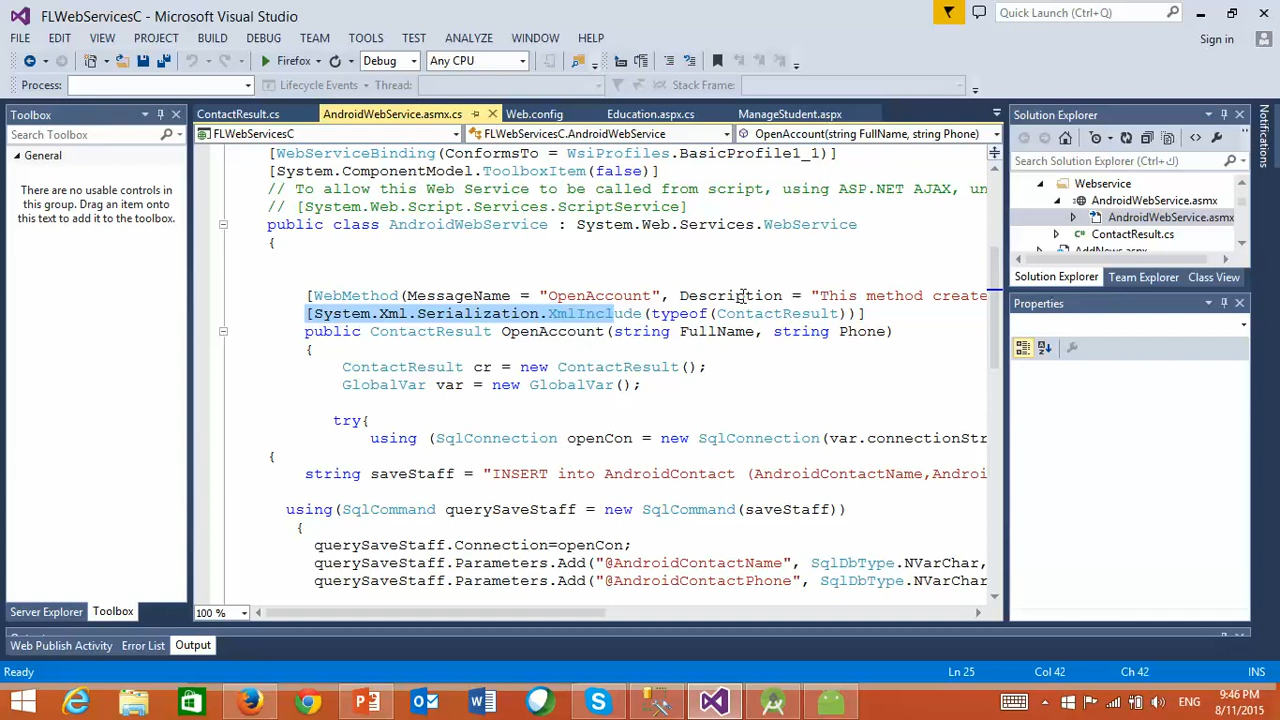 FLWebServicesC - Microsoft Visual Studio
Quick Launch (Ctrl+Q)
FILE EDIT VIEW PROJECT BUILD DEBUG TEAM TOOLS TEST ANALYZE WINDOW HELP
Sign in
Firefox Debug Any CPU
Process: Lifecycle Events Thread: Stack Frame:
Toolbox
Search Toolbox
General
There are no usable controls in
this group. Drag an item onto
this text to add it to the toolbox.
Server Explorer Toolbox
ContactResult.cs AndroidWebService.asmx.cs Web.config Education.aspx.cs ManageStudent.aspx
FLWebServicesC FLWebServicesC.AndroidWebService OpenAccount(string FullName, string Phone)
[WebServiceBinding(ConformsTo = WsiProfiles.BasicProfile1_1)]
[System.ComponentModel.ToolboxItem(false)]
// To allow this Web Service to be called from script, using ASP.NET AJAX, un
// [System.Web.Script.Services.ScriptService]
public class AndroidWebService : System.Web.Services.WebService
{
[WebMethod(MessageName = "OpenAccount", Description = "This method create
[System.Xml.Serialization.XmlInclude(typeof(ContactResult))]
public ContactResult OpenAccount(string FullName, string Phone)
{
ContactResult cr = new ContactResult();
GlobalVar var = new GlobalVar();
try{
using (SqlConnection openCon = new SqlConnection(var.connectionStr
{
string saveStaff = "INSERT into AndroidContact (AndroidContactName,Androi
using(SqlCommand querySaveStaff = new SqlCommand(saveStaff))
{
querySaveStaff.Connection=openCon;
querySaveStaff.Parameters.Add("@AndroidContactName", SqlDbType.NVarChar,
querySaveStaff.Parameters.Add("@AndroidContactPhone", SqlDbType.NVarChar
100 %
Solution Explorer
Search Solution Explorer (Ctrl+;)
Webservice
AndroidWebService.asmx
AndroidWebService.asmx
ContactResult.cs
AddNews.aspx
Solution Explorer Team Explorer Class View
Properties
Notifications
Web Publish Activity Error List Output
Ready Ln 25 Col 42 Ch 42 INS
ENG
9:46 PM
8/11/2015